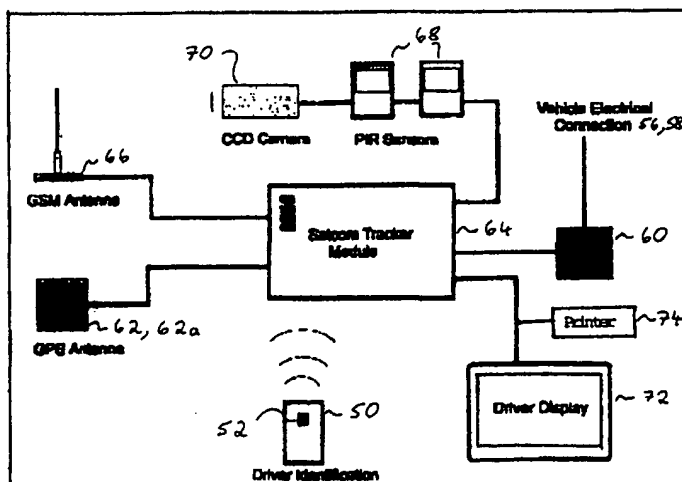 70
68
CCD Camera
PIR Sensors
Vehicle Electrical
Connection 56,58
66
GSM Antenna
Satcom Tracker
Module
64
60
62, 62a
GPS Antenna
Printer
74
52
50
Driver Display
72
Driver Identification